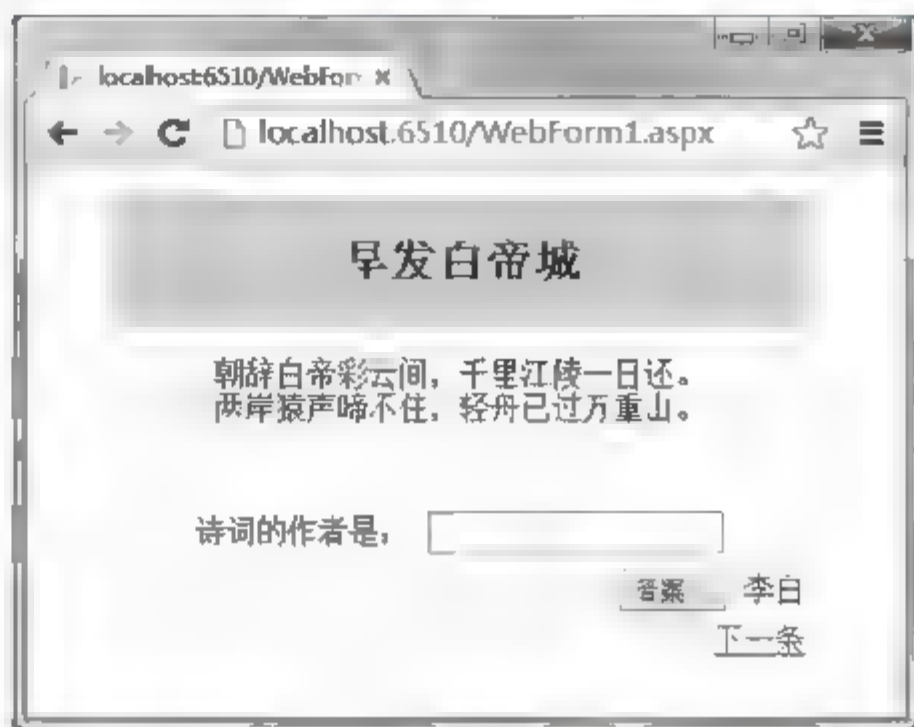 localhost:6510/WebFor
localhost:6510/WebForm1.aspx
早发白帝城
朝辞白帝彩云间，千里江陵一日还。
两岸猿声啼不住，轻舟已过万重山。
诗词的作者是：
答案 李白
下一条